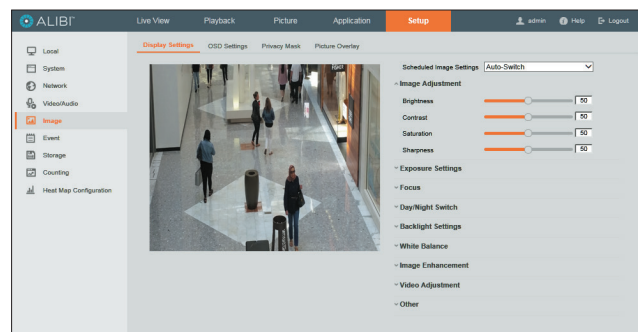 ALIBI™
Live View Playback Picture Application Setup admin Help Logout
Local
System
Network
Video/Audio
Image
Event
Storage
Counting
Heat Map Configuration
Display Settings OSD Settings Privacy Mask Picture Overlay
Scheduled Image Settings Auto-Switch
Image Adjustment
Brightness 50
Contrast 50
Saturation 50
Sharpness 50
Exposure Settings
Focus
Day/Night Switch
Backlight Settings
White Balance
Image Enhancement
Video Adjustment
Other